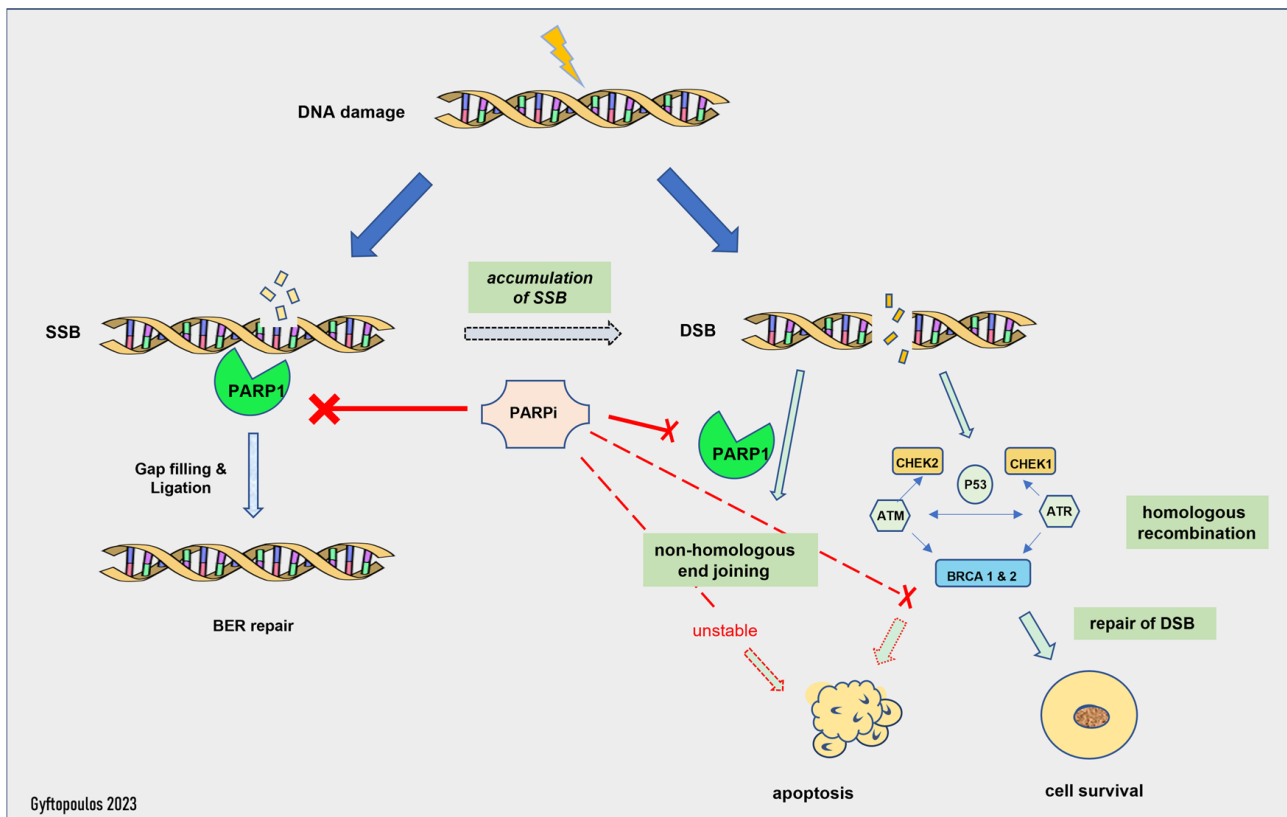 DNA damage
accumulation
of SSB
SSB
DSB
PARP1
PARPi
PARP1
Gap filling &
Ligation
CHEK2
P53
CHEK1
ATM
ATR
homologous
recombination
non-homologous
end joining
BRCA 1 & 2
BER repair
unstable
repair of DSB
apoptosis
cell survival
Gyftopoulos 2023